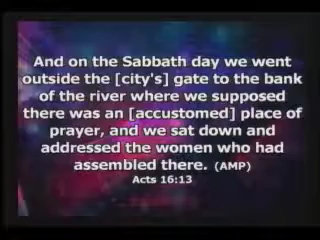 And on the Sabbath day we went
outside the [city's] gate to the bank
of the river where we supposed
there was an [accustomed] place of
prayer, and we sat down and
addressed the women who had
assembled there. (AMP)
Acts 16:13